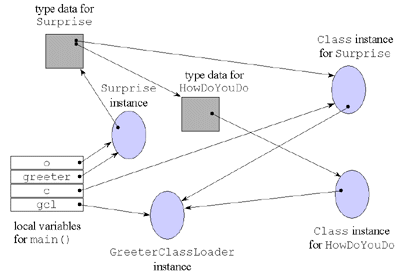 type data for
Surprise
Class instance
for Surprise
Surprise
instance
type data for
HowDoYouDo
o
greeter
c
gcl
local variables
for main()
GreeterClassLoader
instance
Class instance
for HowDoYouDo